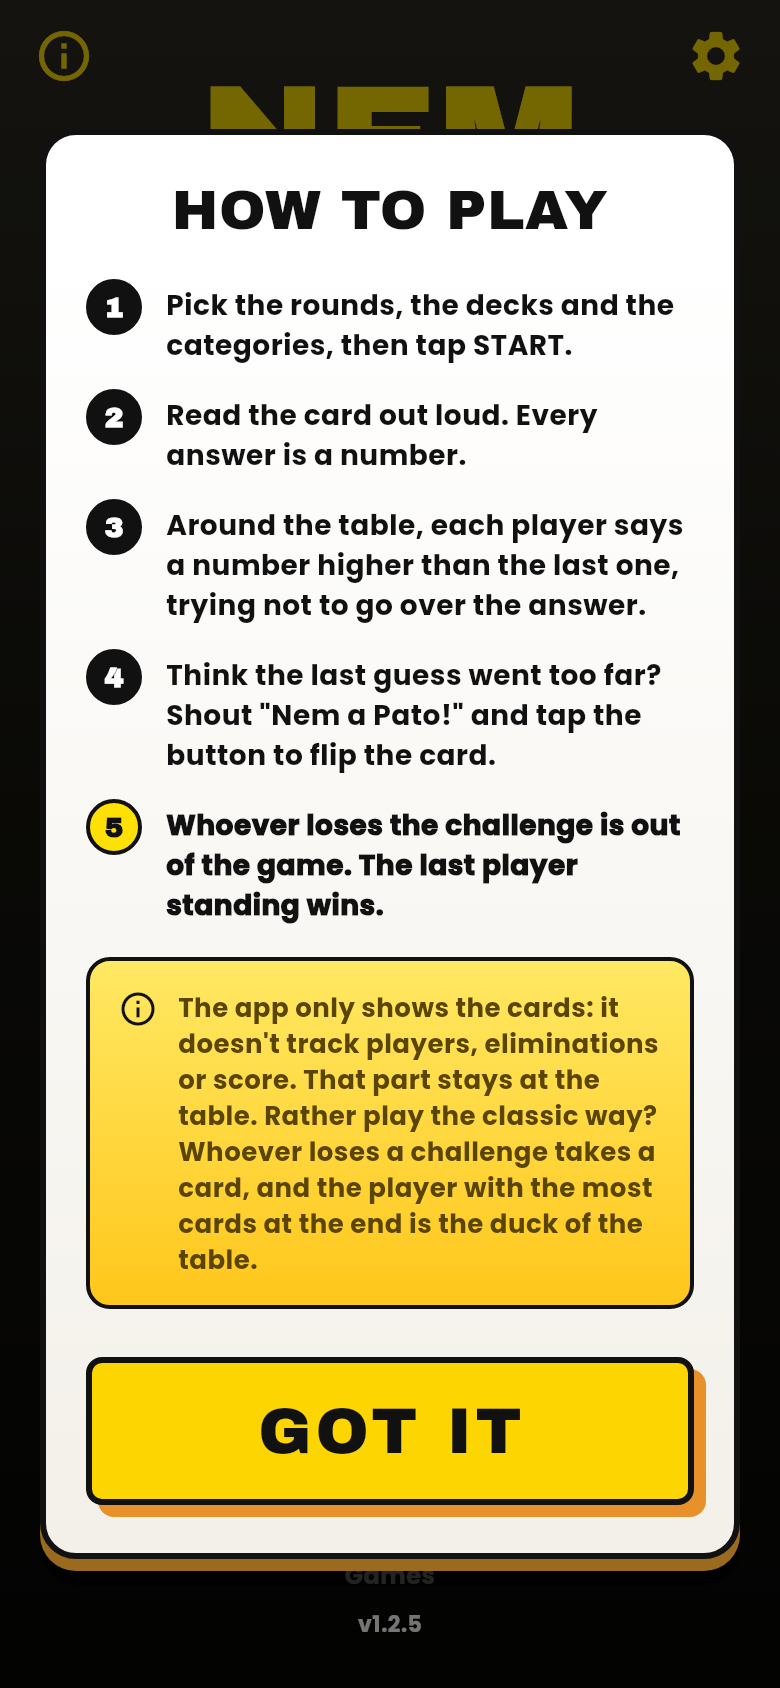 NEM
HOW TO PLAY
1 Pick the rounds, the decks and the
categories, then tap START.
2 Read the card out loud. Every
answer is a number.
3 Around the table, each player says
a number higher than the last one,
trying not to go over the answer.
4 Think the last guess went too far?
Shout "Nem a Pato!" and tap the
button to flip the card.
5 Whoever loses the challenge is out
of the game. The last player
standing wins.
The app only shows the cards: it
doesn't track players, eliminations
or score. That part stays at the
table. Rather play the classic way?
Whoever loses a challenge takes a
card, and the player with the most
cards at the end is the duck of the
table.
GOT IT
Games
v1.2.5